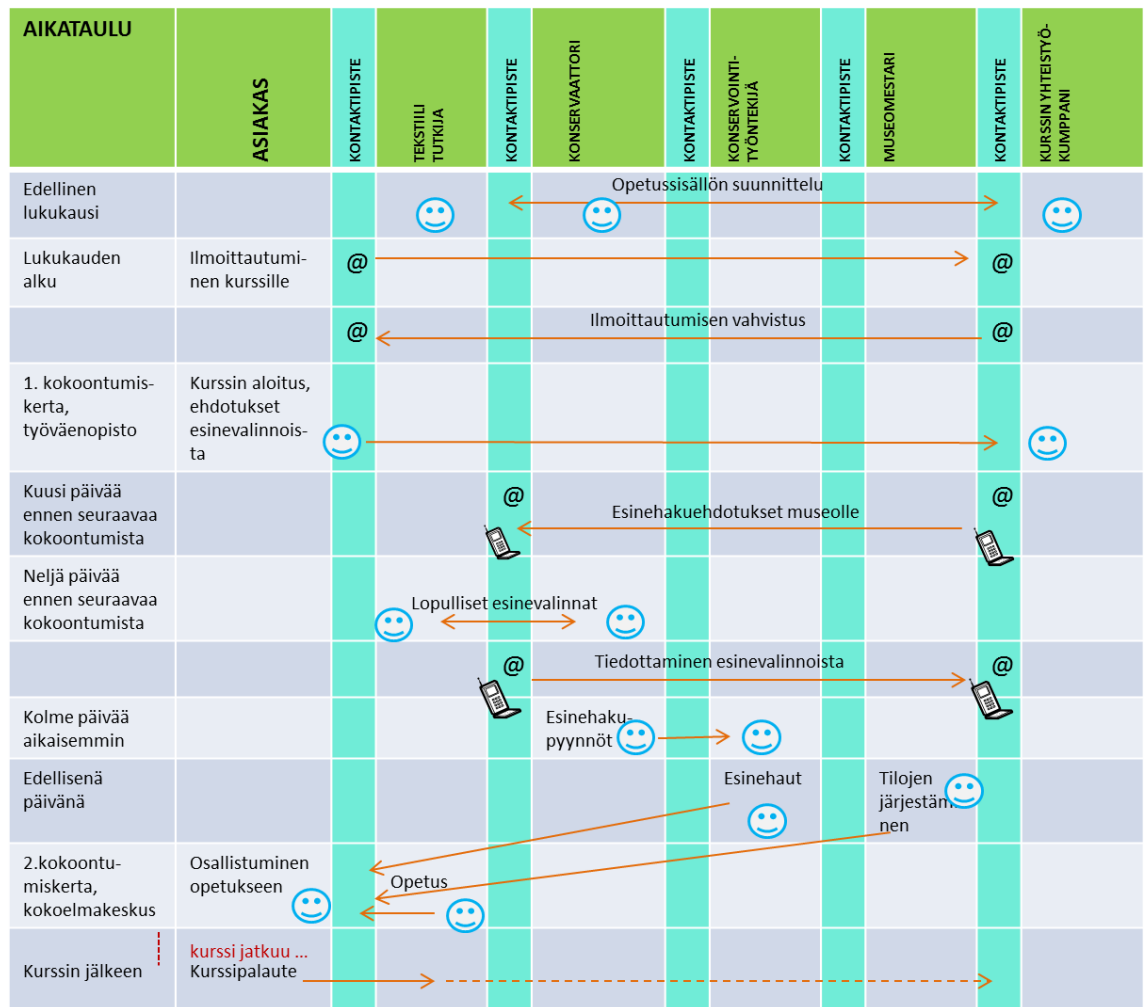 AIKATAULU
ASIAKAS
KONTAKTIPISTE
TEKSTIILI
TUTKIJA
KONTAKTIPISTE
KONSERVAATTORI
KONTAKTIPISTE
KONSERVOINTI-
TYÖNTEKIJÄ
KONTAKTIPISTE
MUSEOMESTARI
KONTAKTIPISTE
KURSSIN YHTEISTYÖ-
KUMPPANI
Edellinen
lukukausi
Opetussisällön suunnittelu
Lukukauden
alku
Ilmoittautumi-
nen kurssille
@
@
@
Ilmoittautumisen vahvistus
@
1. kokoontumis-
kerta,
työväenopisto
Kurssin aloitus,
ehdotukset
esinevalinnois-
ta
Kuusi päivää
ennen seuraavaa
kokoontumista
@
Esinehakuehdotukset museolle
@
Neljä päivää
ennen seuraavaa
kokoontumista
Lopulliset esinevalinnat
@
Tiedottaminen esinevalinnoista
@
Kolme päivää
aikaisemmin
Esinehaku-
pyynnöt
Edellisenä
päivänä
Esinehaut
Tilojen
järjestäm
nen
2.kokoontu-
miskerta,
kokoelmakeskus
Osallistuminen
opetukseen
Opetus
Kurssin jälkeen
kurssi jatkuu ...
Kurssipalaute